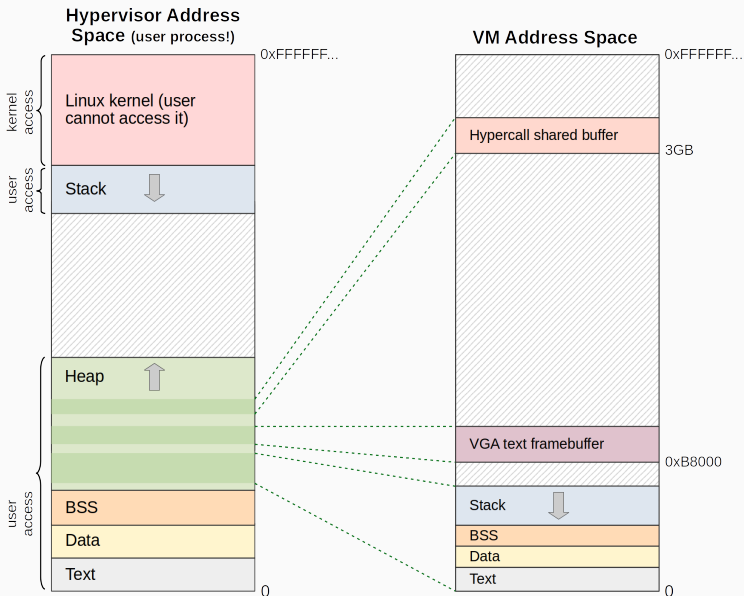 Hypervisor Address
Space (user process!)
0xFFFFFF...
kernel
access
Linux kernel (user
cannot access it)
user
access
Stack
Heap
user
access
BSS
Data
Text
0
VM Address Space
0xFFFFFF...
Hypercall shared buffer
3GB
VGA text framebuffer
0xB8000
Stack
BSS
Data
Text
0